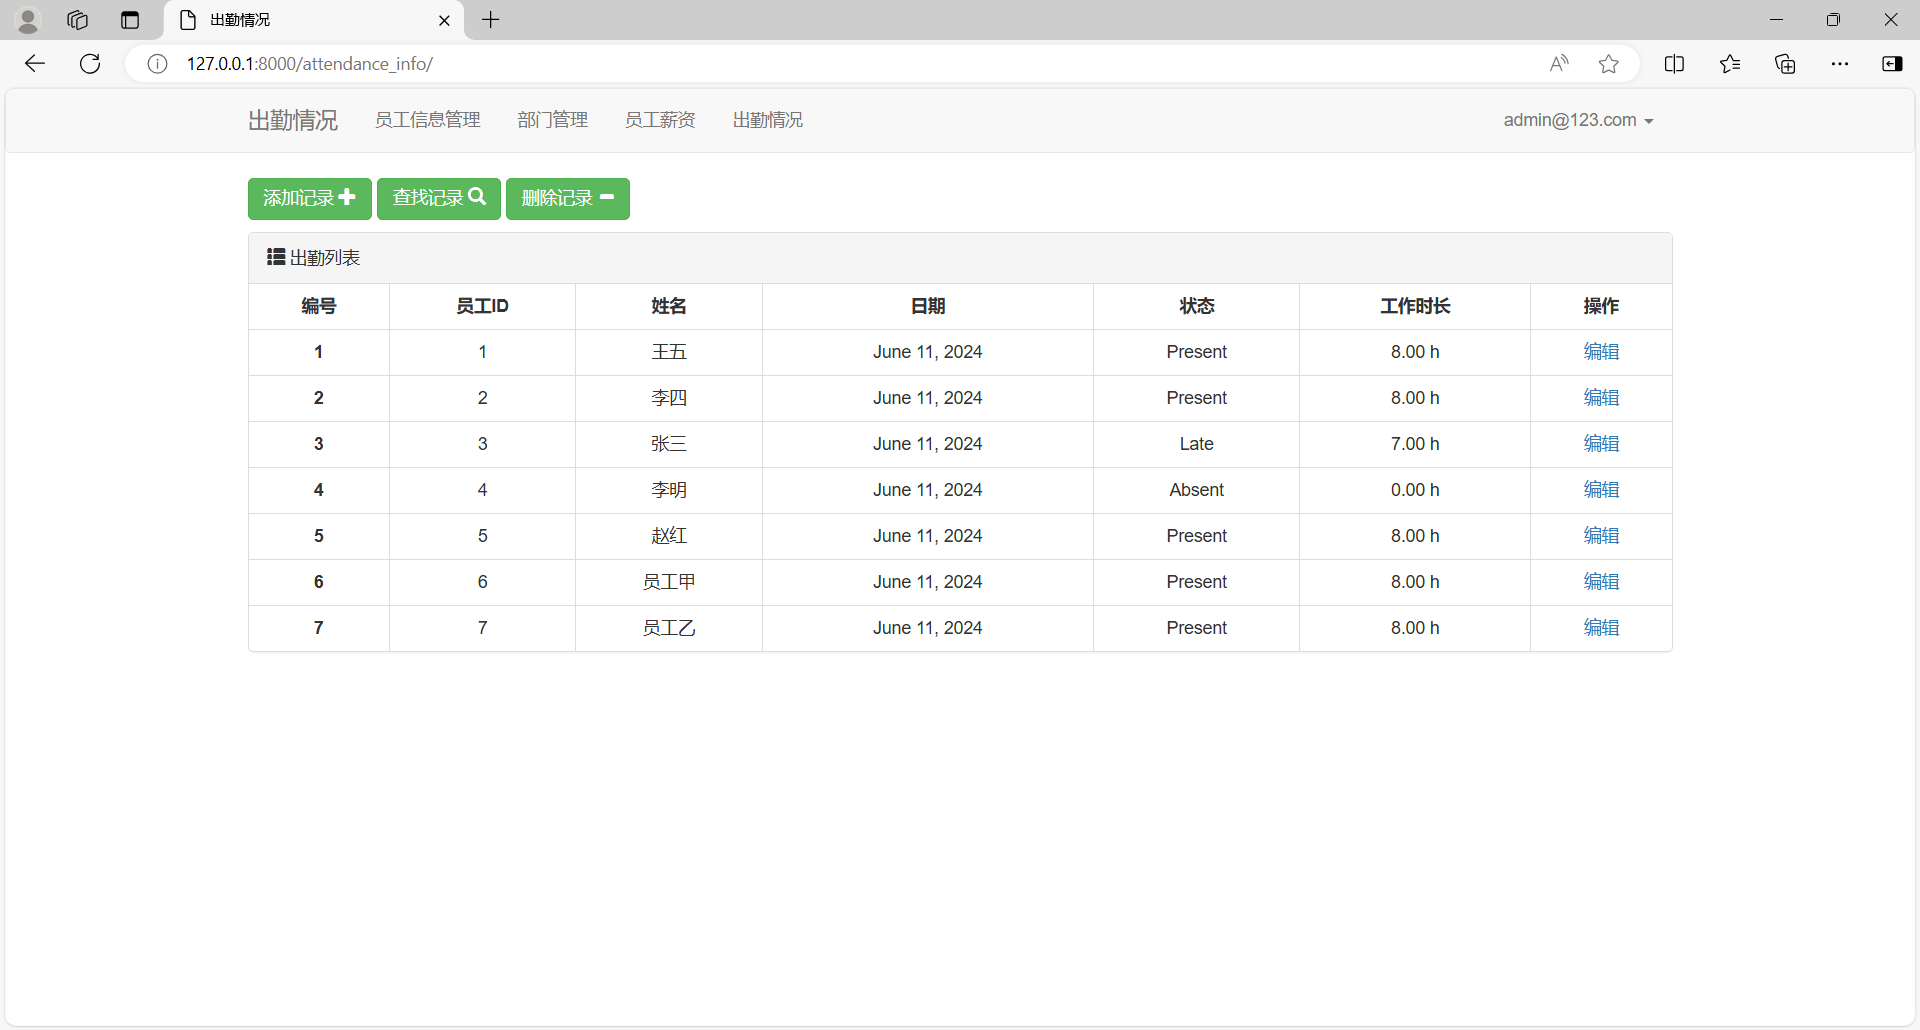 出勤情况
127.0.0.1:8000/attendance_info/
出勤情况 员工信息管理 部门管理 员工薪资 出勤情况 admin@123.com
添加记录 查找记录 删除记录
出勤列表
编号 员工ID 姓名 日期 状态 工作时长 操作
1 1 王五 June 11, 2024 Present 8.00 h 编辑
2 2 李四 June 11, 2024 Present 8.00 h 编辑
3 3 张三 June 11, 2024 Late 7.00 h 编辑
4 4 李明 June 11, 2024 Absent 0.00 h 编辑
5 5 赵红 June 11, 2024 Present 8.00 h 编辑
6 6 员工甲 June 11, 2024 Present 8.00 h 编辑
7 7 员工乙 June 11, 2024 Present 8.00 h 编辑